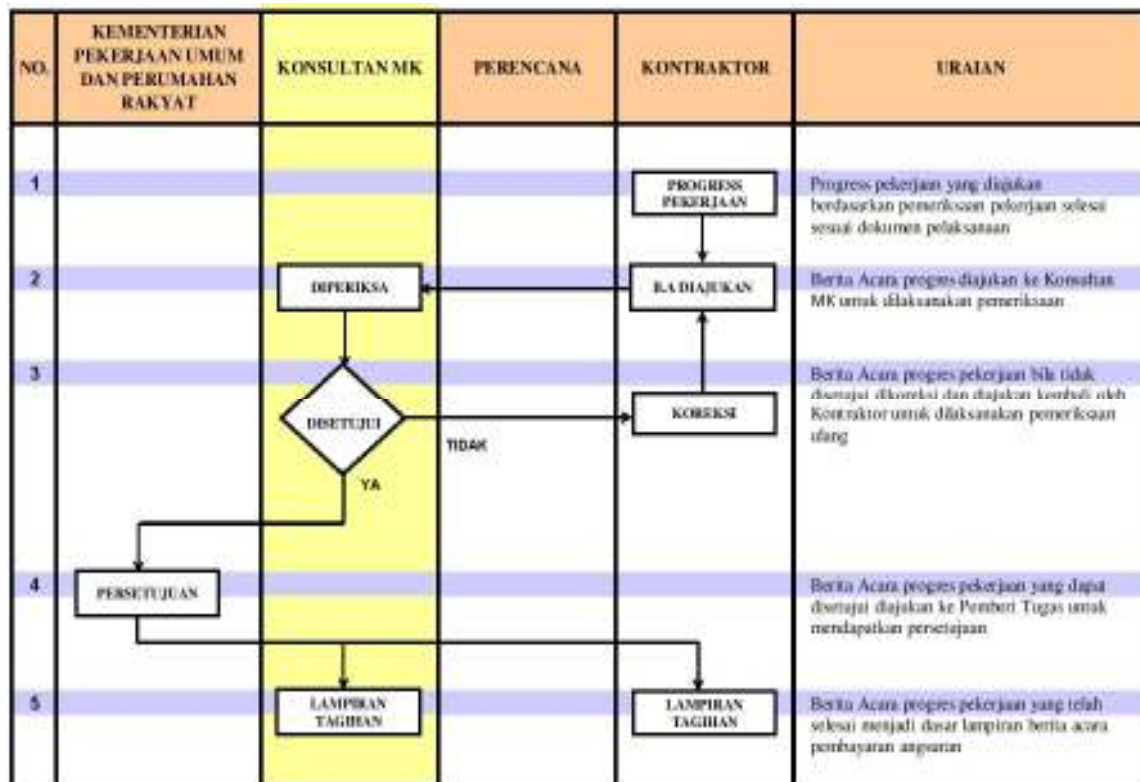 NO.
KEMENTERIAN
PEKERJAAN UMUM
DAN PERUMAHAN
RAKYAT
KONSULTAN MK
PERENCANA
KONTRAKTOR
URAIAN
1
PROGRESS
PEKERJAAN
Progress pekerjaan yang diajukan
berdasarkan pemeriksaan pekerjaan selesai
sesuai dokumen pelaksanaan
2
DIPERIKSA
B.A DIAJUKAN
Berita Acara progres diajukan ke Konsultan
MK untuk dilaksanakan pemeriksaan
3
DISETUJUI
TIDAK
YA
KOREKSI
Berita Acara progres pekerjaan bila tidak
disetujui dikoreksi dan diajukan kembali oleh
Kontraktor untuk dilaksanakan pemeriksaan
ulang
4
PERSETUJUAN
Berita Acara progres pekerjaan yang dapat
disetujui diajukan ke Pemberi Tugas untuk
mendapatkan persetujaan
5
LAMPIRAN
TAGIHAN
LAMPIRAN
TAGIHAN
Berita Acara progres pekerjaan yang telah
selesai menjadi dasar lampiran berita acara
pembayaran angsuran